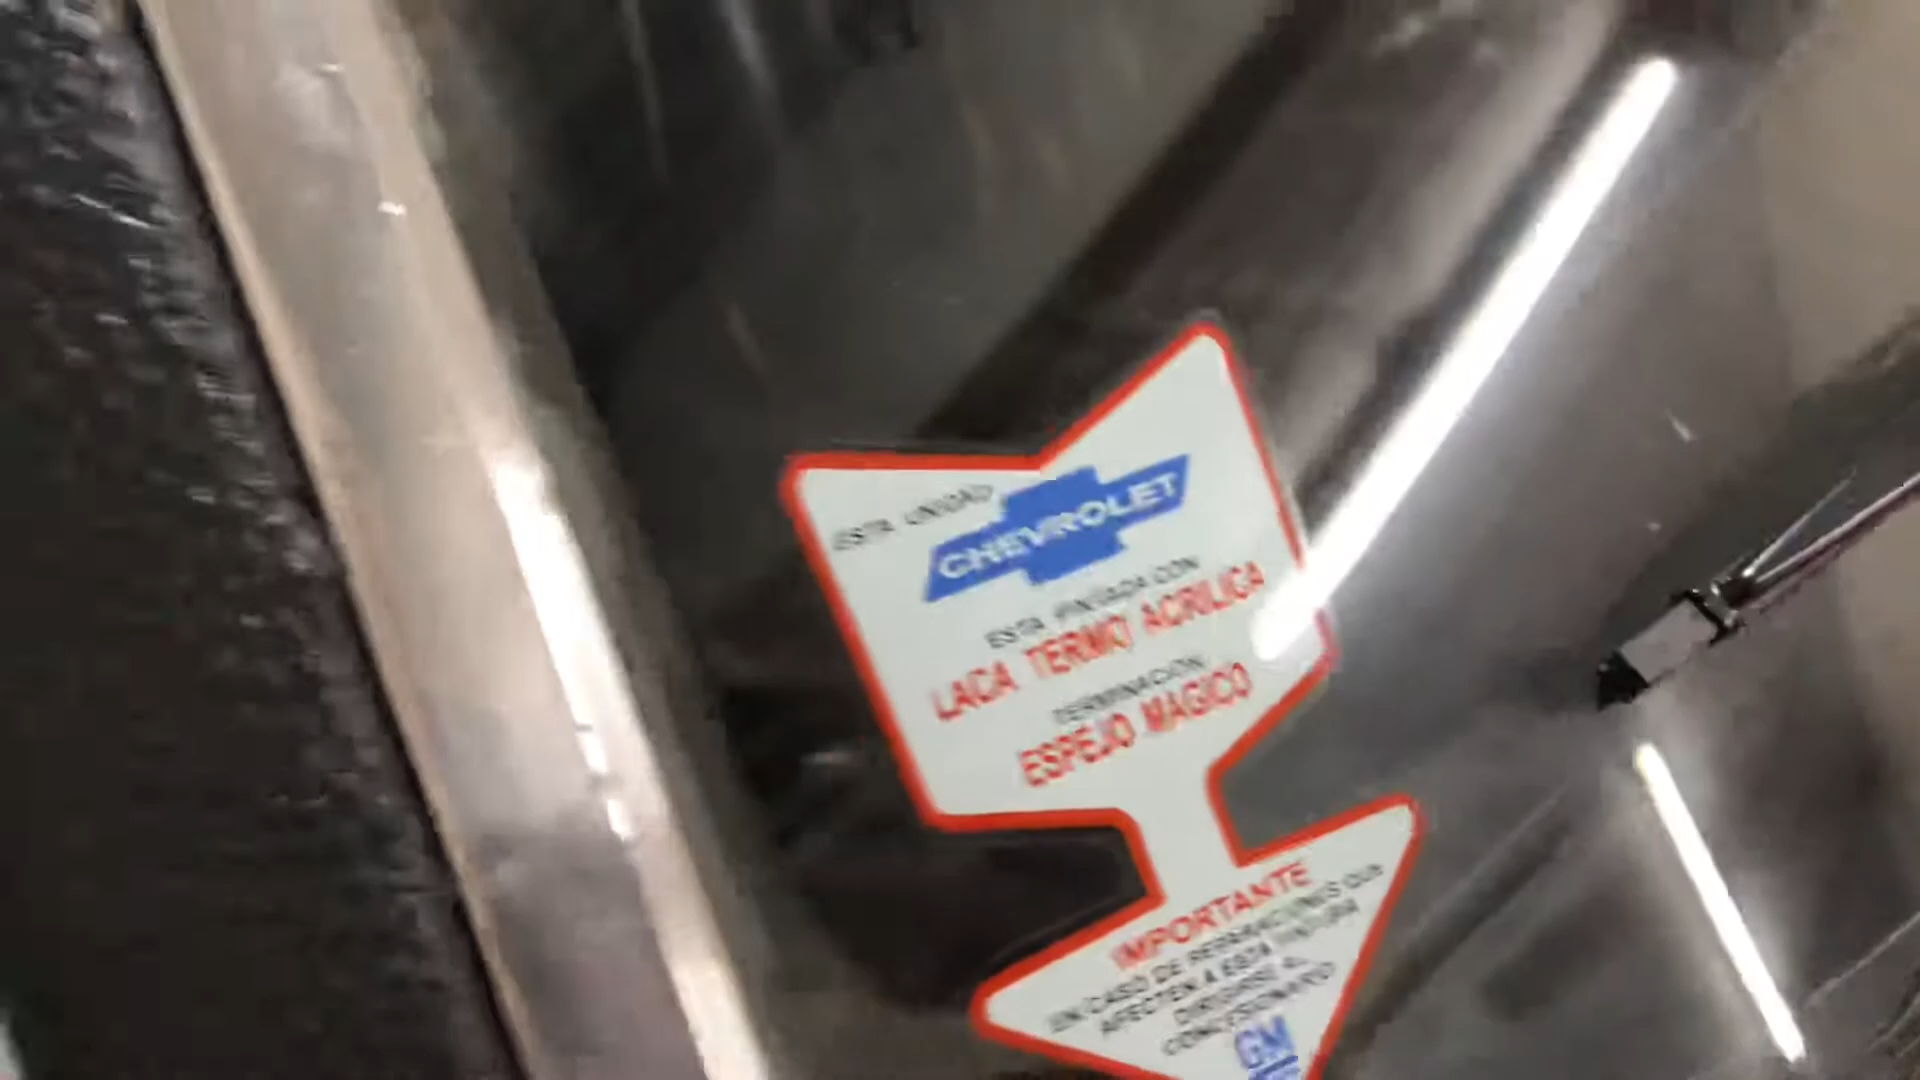 ESTA UNIDAD
CHEVROLET
ESTA PINTADA CON
LACA TERMO ACRILICA
TERMINACION
ESPEJO MAGICO
IMPORTANTE
EN CASO DE REPARACIONES QUE
AFECTEN A ESTA PINTURA
DIRIGIRSE AL
CONCESIONARIO
GM